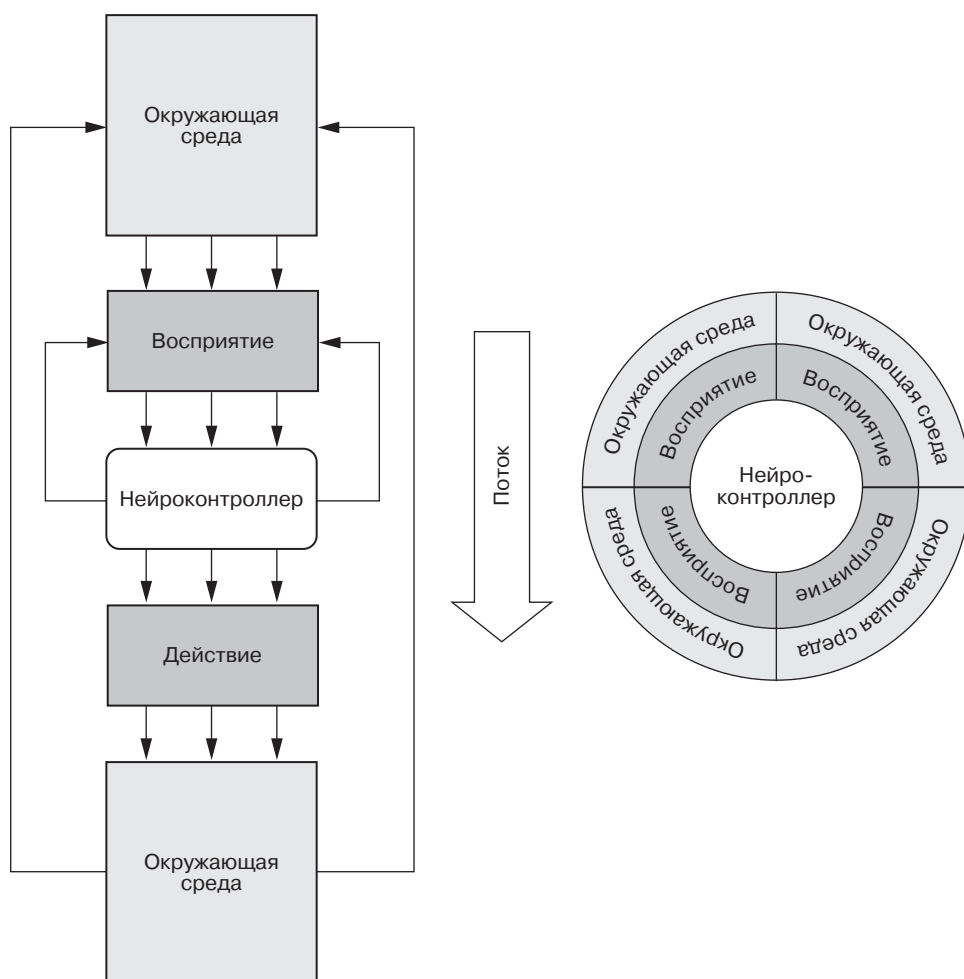 Окружающая
среда
Восприятие
Нейроконтроллер
Действие
Окружающая
среда
Поток
Окружающая среда
Окружающая среда
Восприятие
Восприятие
Нейро-
контроллер
Восприятие
Восприятие
Окружающая среда
Окружающая среда